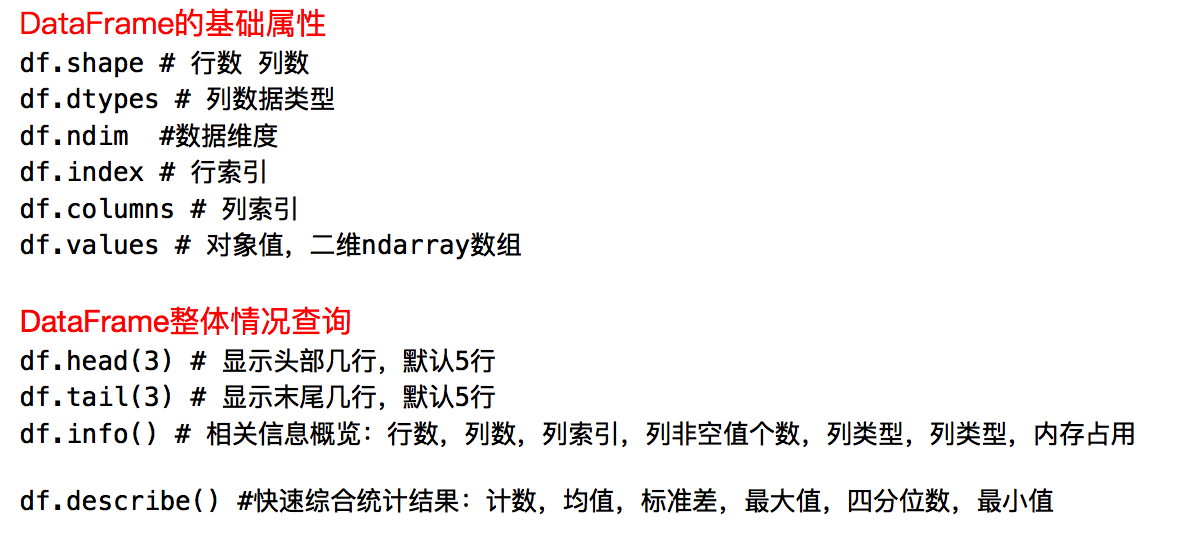 DataFrame的基础属性
df.shape # 行数 列数
df.dtypes # 列数据类型
df.ndim  #数据维度
df.index # 行索引
df.columns # 列索引
df.values # 对象值，二维ndarray数组
DataFrame整体情况查询
df.head(3) # 显示头部几行，默认5行
df.tail(3) # 显示末尾几行，默认5行
df.info() # 相关信息概览：行数，列数，列索引，列非空值个数，列类型，列类型，内存占用
df.describe() #快速综合统计结果：计数，均值，标准差，最大值，四分位数，最小值